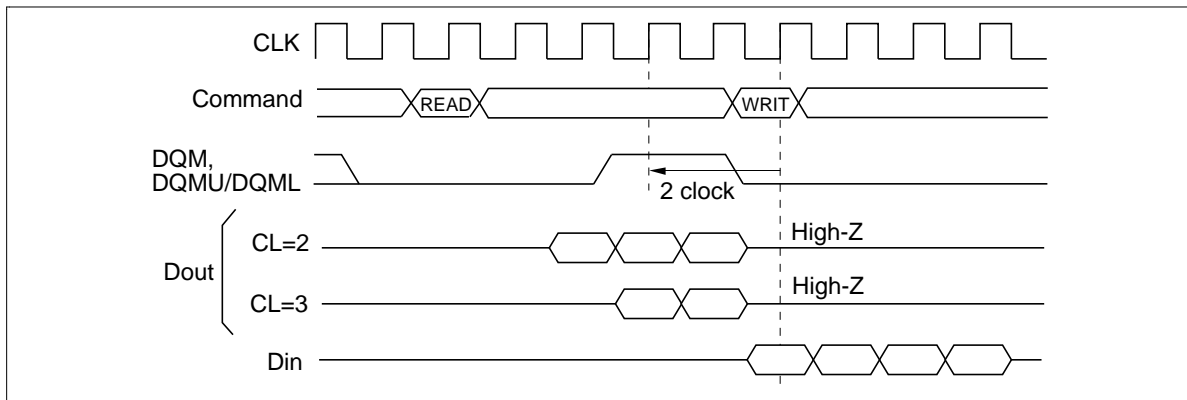 CLK
Command
READ
WRIT
DQM,
DQMU/DQML
2 clock
Dout
CL=2
High-Z
CL=3
High-Z
Din